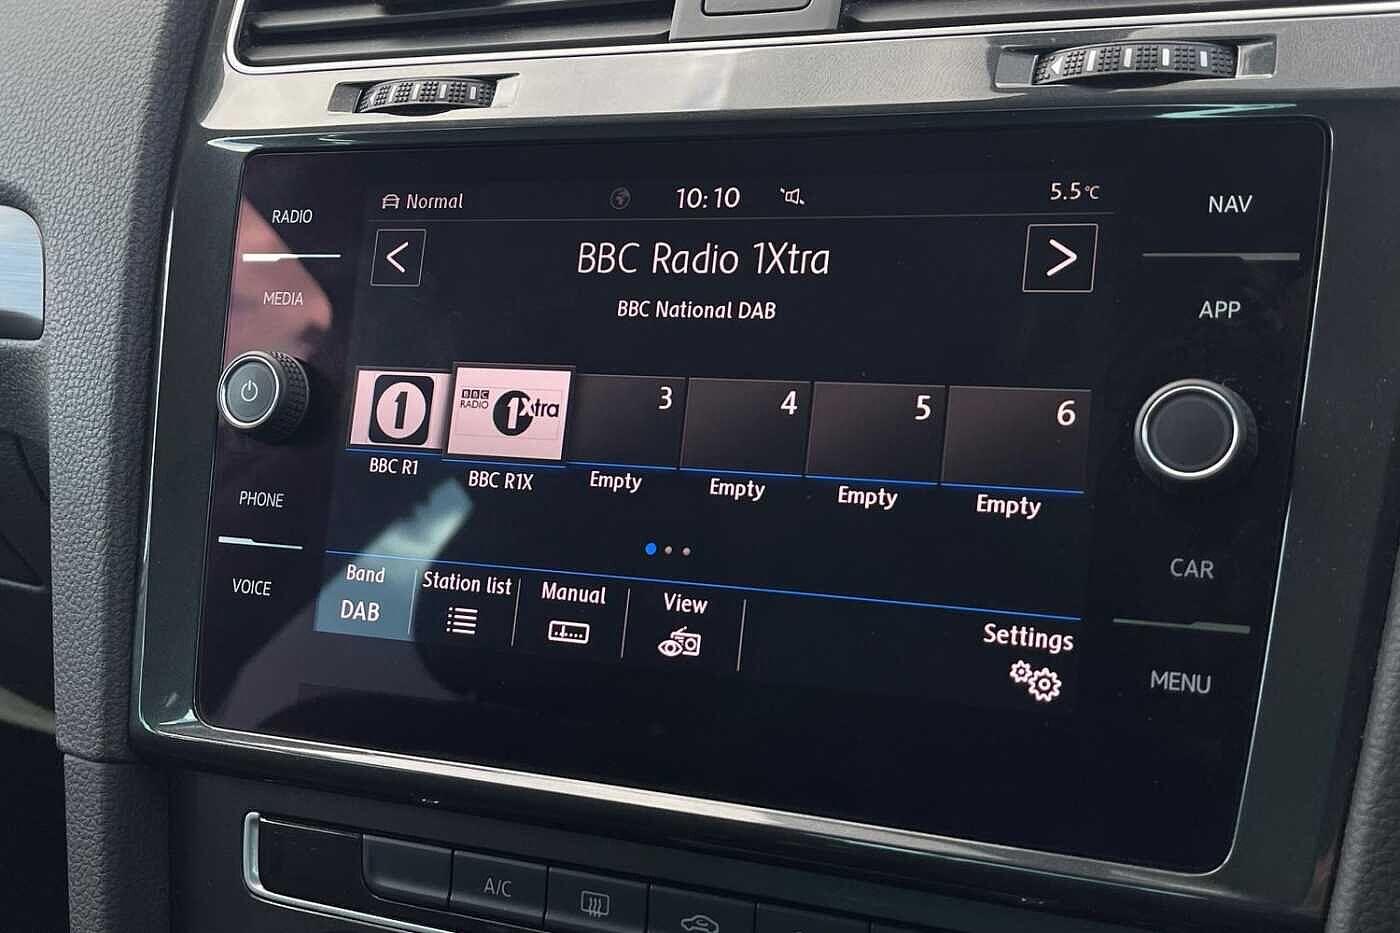 RADIO
MEDIA
PHONE
VOICE
Normal
10:10
5.5°C
<
BBC Radio 1Xtra
>
BBC National DAB
1
BBC RADIO 1Xtra
3
4
5
6
BBC R1
BBC R1X
Empty
Empty
Empty
Empty
Band
DAB
Station list
Manual
View
Settings
NAV
APP
CAR
MENU
A/C